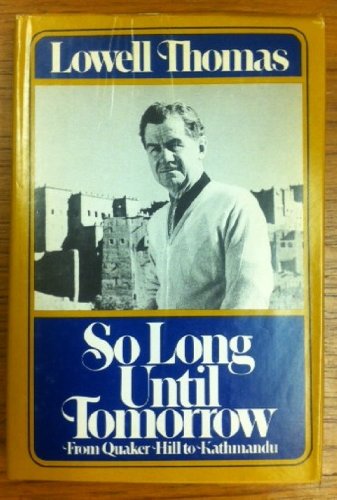 Lowell Thomas
So Long
Until
Tomorrow
From Quaker Hill to Kathmandu